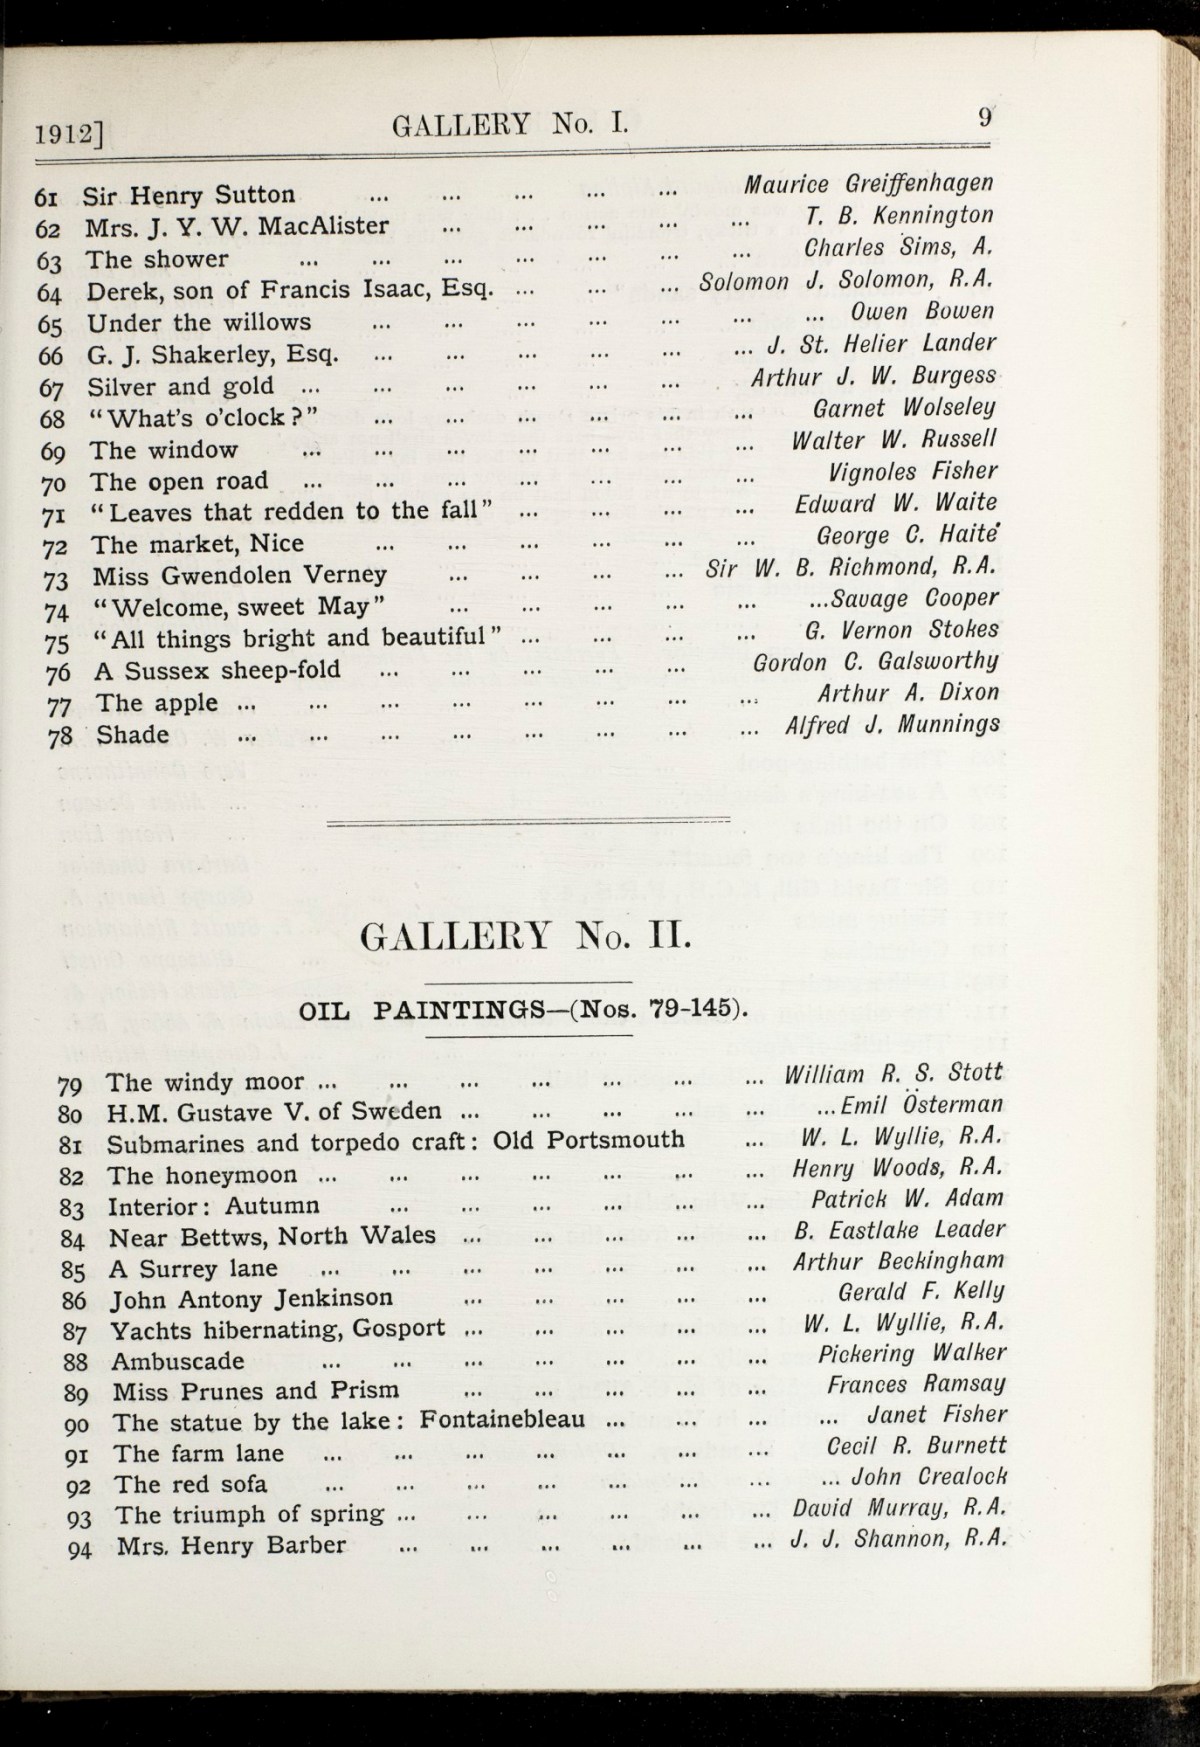 1912] GALLERY No. I. 9
61 Sir Henry Sutton ... ... ... ... ... Maurice Greiffenhagen
62 Mrs. J. Y. W. MacAlister ... ... ... ... ... T. B. Kennington
63 The shower ... ... ... ... ... ... ... Charles Sims, A.
64 Derek, son of Francis Isaac, Esq. ... ... ... Solomon J. Solomon, R.A.
65 Under the willows ... ... ... ... ... ... ... Owen Bowen
66 G. J. Shakerley, Esq. ... ... ... ... ... ... J. St. Helier Lander
67 Silver and gold ... ... ... ... ... ... Arthur J. W. Burgess
68 "What's o'clock?" ... ... ... ... ... ... Garnet Wolseley
69 The window ... ... ... ... ... ... ... Walter W. Russell
70 The open road ... ... ... ... ... ... ... Vignoles Fisher
71 "Leaves that redden to the fall" ... ... ... ... Edward W. Waite
72 The market, Nice ... ... ... ... ... ... George C. Haité
73 Miss Gwendolen Verney ... ... ... ... Sir W. B. Richmond, R.A.
74 "Welcome, sweet May" ... ... ... ... ... ...Savage Cooper
75 "All things bright and beautiful" ... ... ... ... G. Vernon Stokes
76 A Sussex sheep-fold ... ... ... ... ... Gordon C. Galsworthy
77 The apple ... ... ... ... ... ... ... ... Arthur A. Dixon
78 Shade ... ... ... ... ... ... ... ... Alfred J. Munnings
GALLERY No. II.
OIL PAINTINGS—(Nos. 79-145).
79 The windy moor ... ... ... ... ... ... ... William R. S. Stott
80 H.M. Gustave V. of Sweden ... ... ... ... ... ...Emil Österman
81 Submarines and torpedo craft: Old Portsmouth ... W. L. Wyllie, R.A.
82 The honeymoon ... ... ... ... ... ... ... Henry Woods, R.A.
83 Interior: Autumn ... ... ... ... ... ... Patrick W. Adam
84 Near Bettws, North Wales ... ... ... ... ... B. Eastlake Leader
85 A Surrey lane ... ... ... ... ... ... ... Arthur Beckingham
86 John Antony Jenkinson ... ... ... ... ... Gerald F. Kelly
87 Yachts hibernating, Gosport ... ... ... ... ... W. L. Wyllie, R.A.
88 Ambuscade ... ... ... ... ... ... ... Pickering Walker
89 Miss Prunes and Prism ... ... ... ... ... Frances Ramsay
90 The statue by the lake: Fontainebleau ... ... ... ... Janet Fisher
91 The farm lane ... ... ... ... ... ... ... Cecil R. Burnett
92 The red sofa ... ... ... ... ... ... ... ... John Crealock
93 The triumph of spring ... ... ... ... ... ... David Murray, R.A.
94 Mrs. Henry Barber ... ... ... ... ... ... J. J. Shannon, R.A.